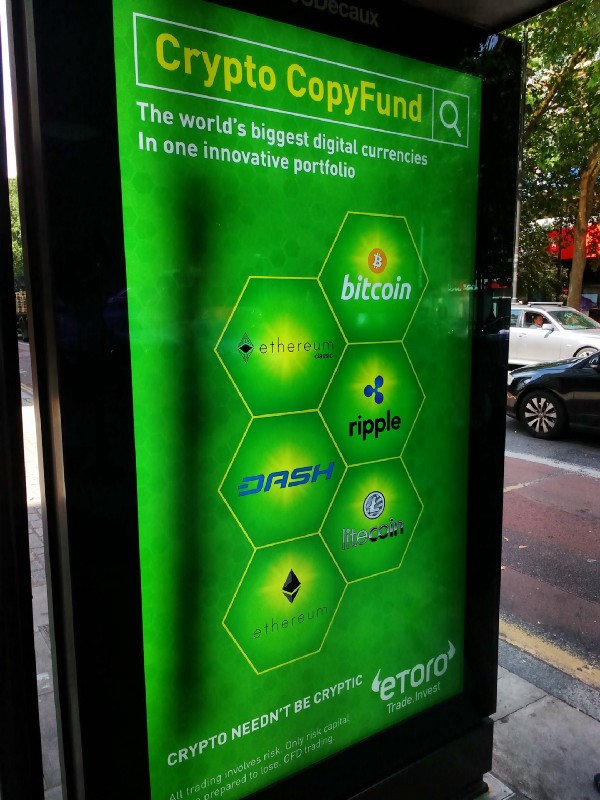 JCDecaux
Crypto CopyFund
The world's biggest digital currencies
In one innovative portfolio
bitcoin
ethereum
classic
ripple
DASH
litecoin
ethereum
CRYPTO NEEDN'T BE CRYPTIC
eTORO
Trade.Invest
All trading involves risk. Only risk capital
prepared to lose. CFD trading.